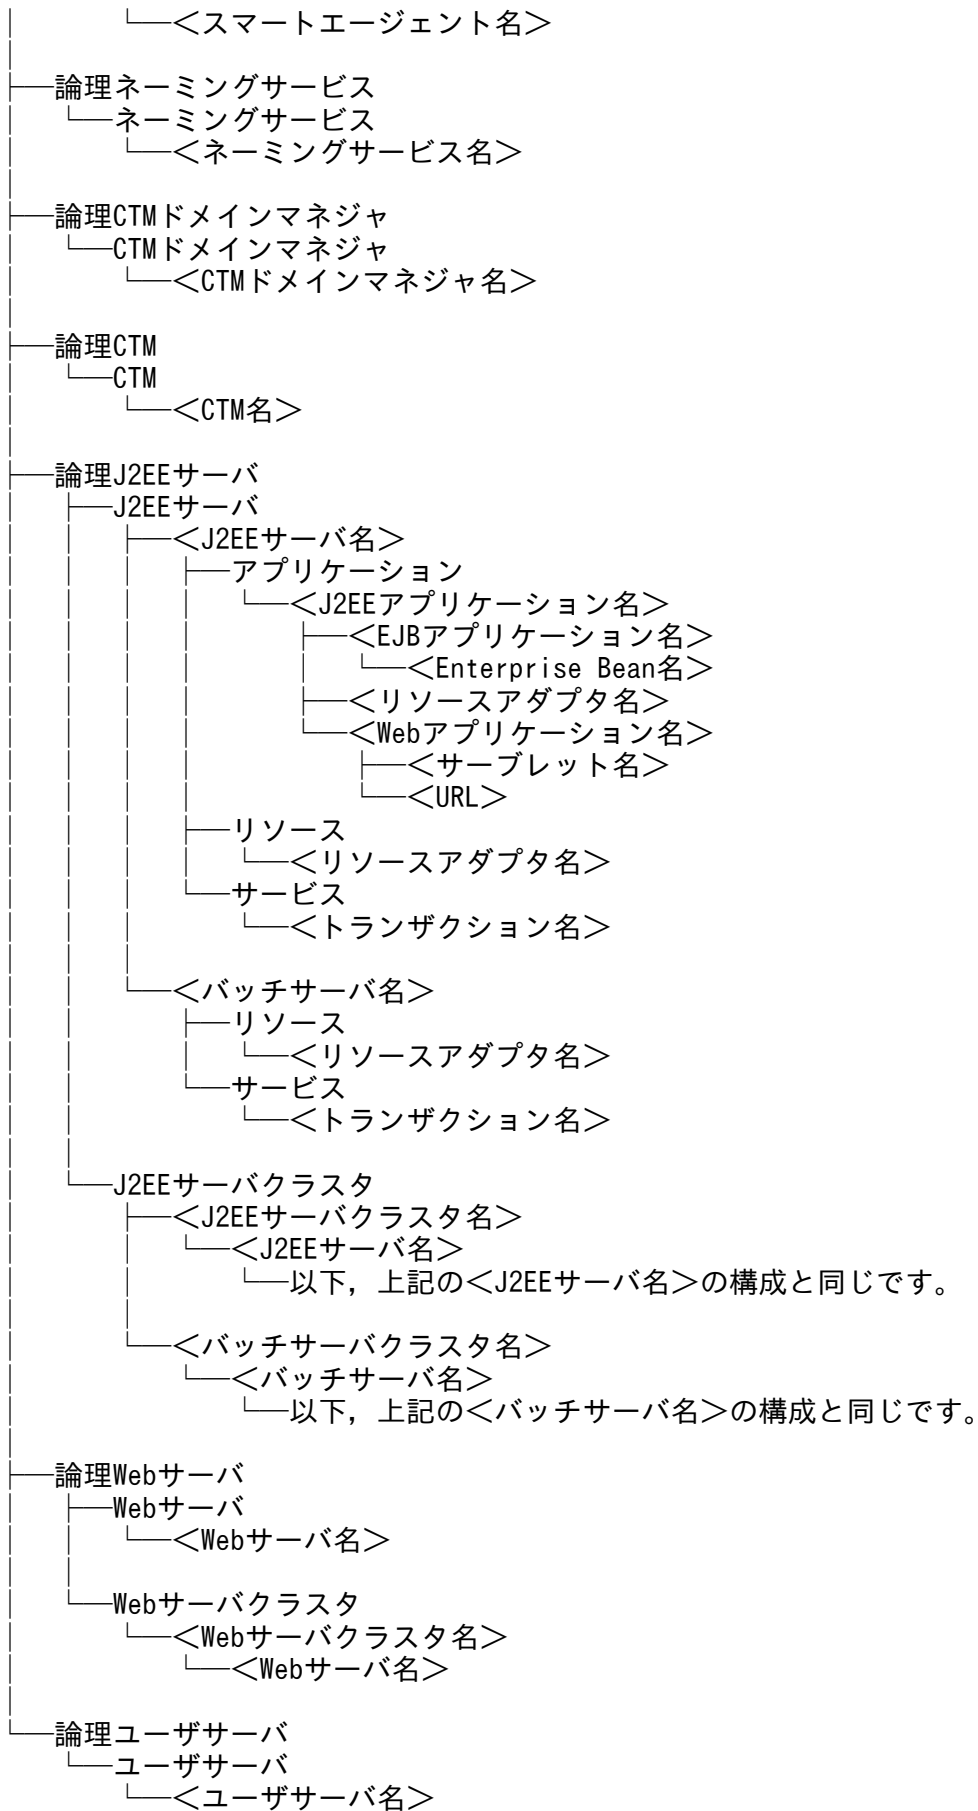 <スマートエージェント名>
論理ネーミングサービス
ネーミングサービス
<ネーミングサービス名>
論理CTMドメインマネジャ
CTMドメインマネジャ
<CTMドメインマネジャ名>
論理CTM
CTM
<CTM名>
論理J2EEサーバ
J2EEサーバ
<J2EEサーバ名>
アプリケーション
<J2EEアプリケーション名>
<EJBアプリケーション名>
<Enterprise Bean名>
<リソースアダプタ名>
<Webアプリケーション名>
<サーブレット名>
<URL>
リソース
<リソースアダプタ名>
サービス
<トランザクション名>
<バッチサーバ名>
リソース
<リソースアダプタ名>
サービス
<トランザクション名>
J2EEサーバクラスタ
<J2EEサーバクラスタ名>
<J2EEサーバ名>
以下，上記の<J2EEサーバ名>の構成と同じです。
<バッチサーバクラスタ名>
<バッチサーバ名>
以下，上記の<バッチサーバ名>の構成と同じです。
論理Webサーバ
Webサーバ
<Webサーバ名>
Webサーバクラスタ
<Webサーバクラスタ名>
<Webサーバ名>
論理ユーザサーバ
ユーザサーバ
<ユーザサーバ名>